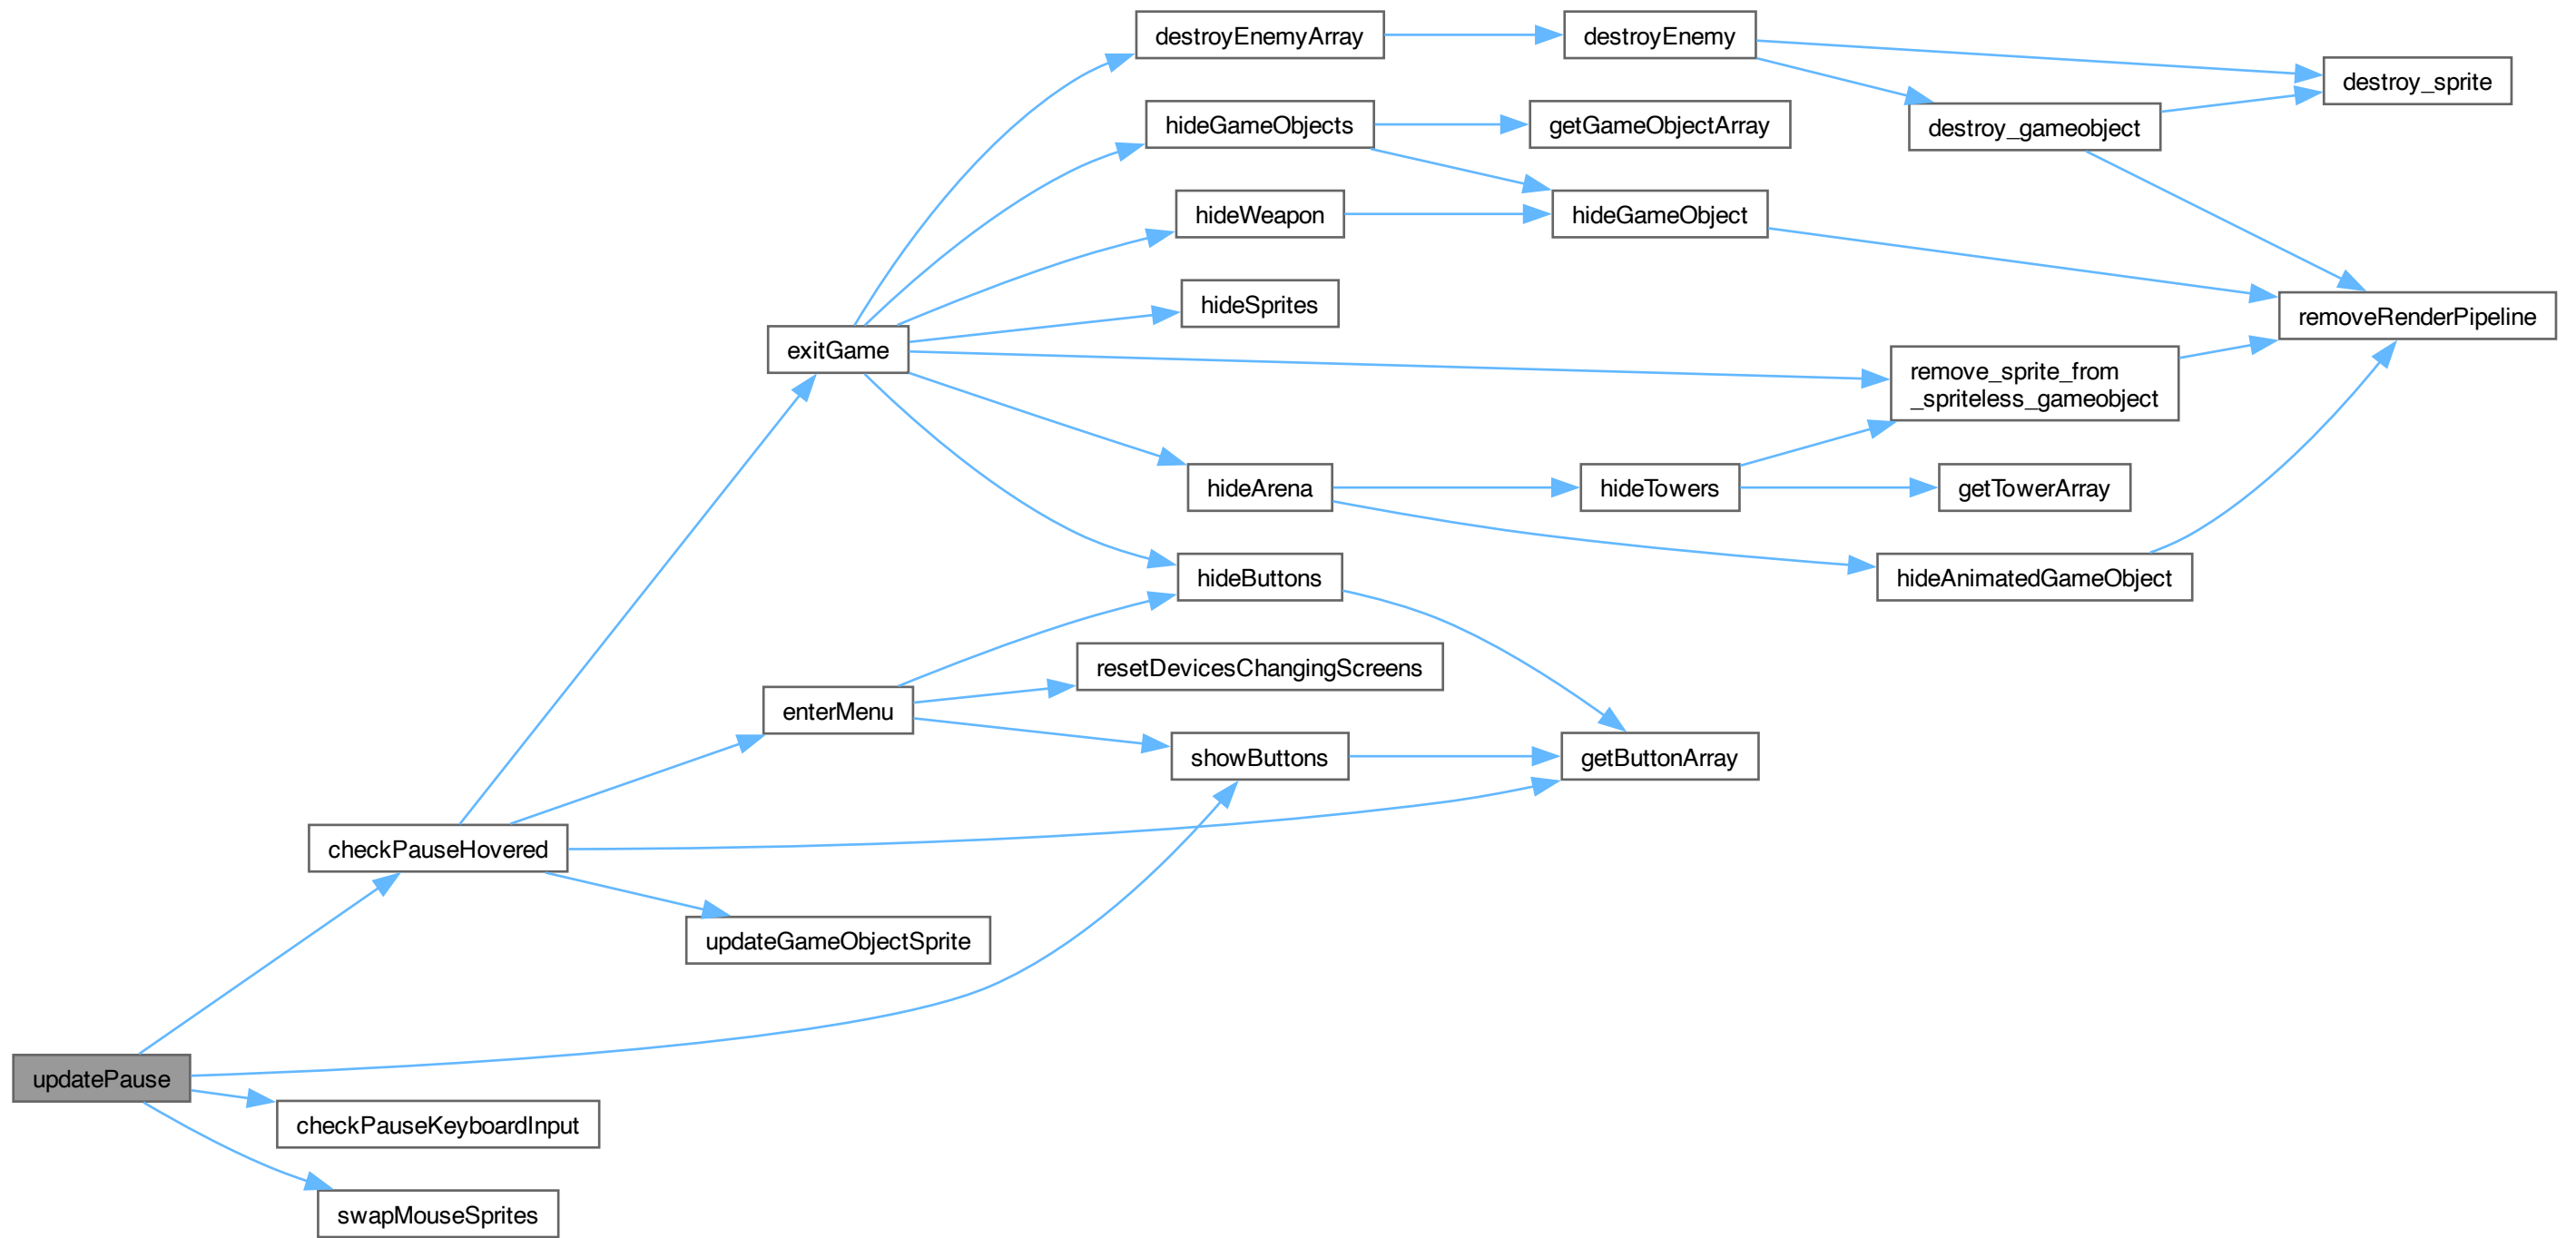 destroyEnemyArray
destroyEnemy
destroy_sprite
hideGameObjects
getGameObjectArray
destroy_gameobject
hideWeapon
hideGameObject
hideSprites
removeRenderPipeline
exitGame
remove_sprite_from
_spriteless_gameobject
hideArena
hideTowers
getTowerArray
hideButtons
hideAnimatedGameObject
resetDevicesChangingScreens
enterMenu
showButtons
getButtonArray
checkPauseHovered
updateGameObjectSprite
updatePause
checkPauseKeyboardInput
swapMouseSprites